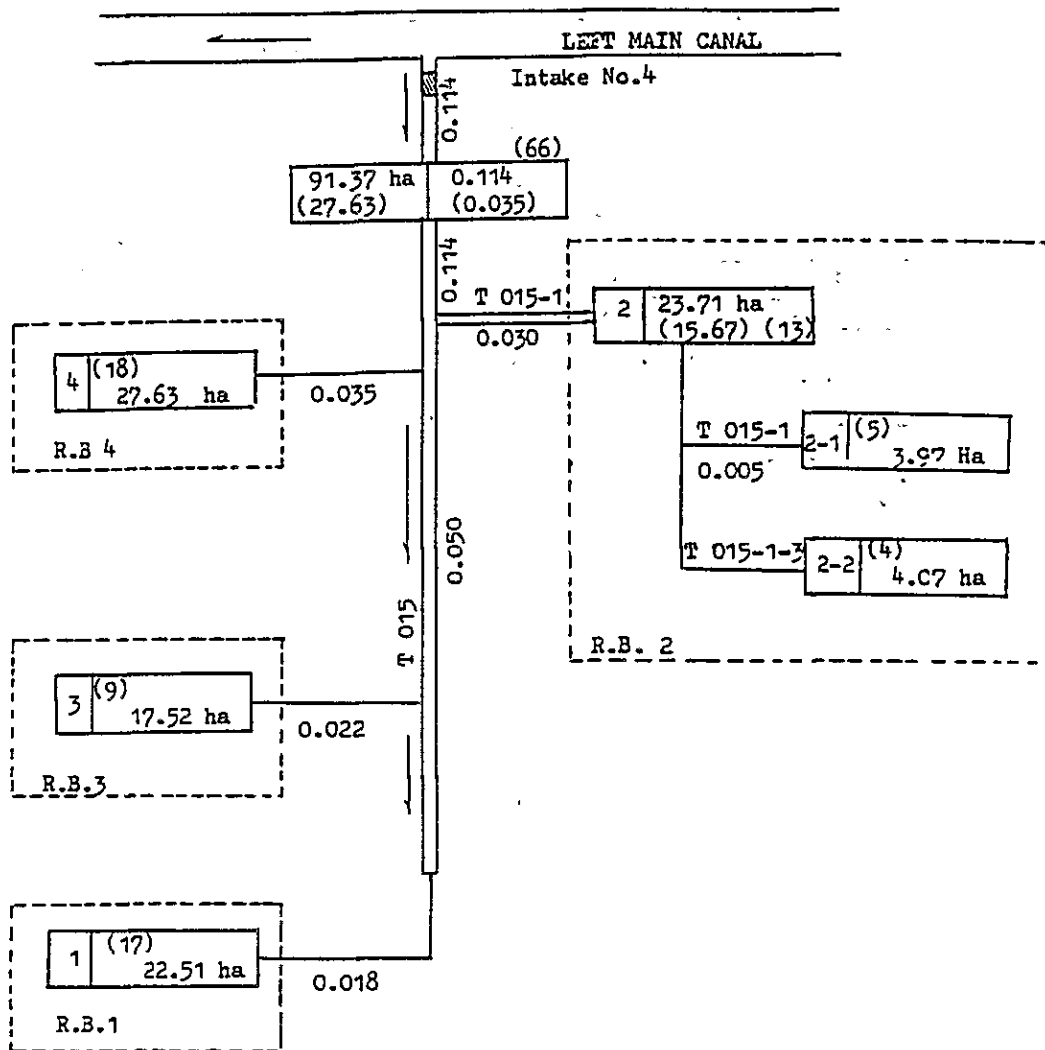 LEFT MAIN CANAL
Intake No.4
0.114
(66)
91.37 ha
(27.63)
0.114
(0.035)
0.114
T 015-1
0.030
2
23.71 ha
(15.67) (13)
4
(18)
27.63 ha
0.035
R.B 4
T 015-1
0.005
2-1
(5)
3.97 Ha
T 015-1-3
2-2
(4)
4.07 ha
R.B. 2
0.050
T 015
3
(9)
17.52 ha
0.022
R.B.3
1
(17)
22.51 ha
0.018
R.B.1